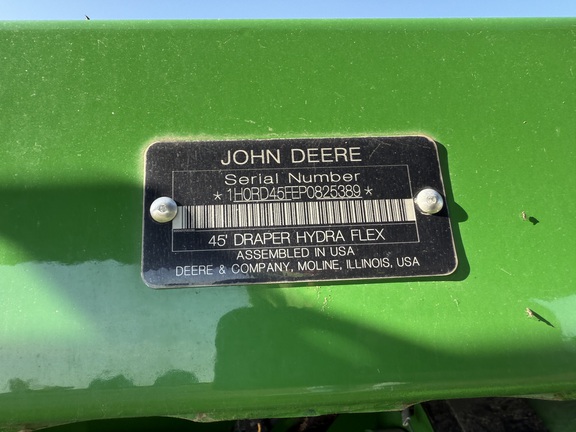 JOHN DEERE
Serial Number
*1H0RD45FEP0825389*
45' DRAPER HYDRA FLEX
ASSEMBLED IN USA
DEERE & COMPANY, MOLINE, ILLINOIS, USA